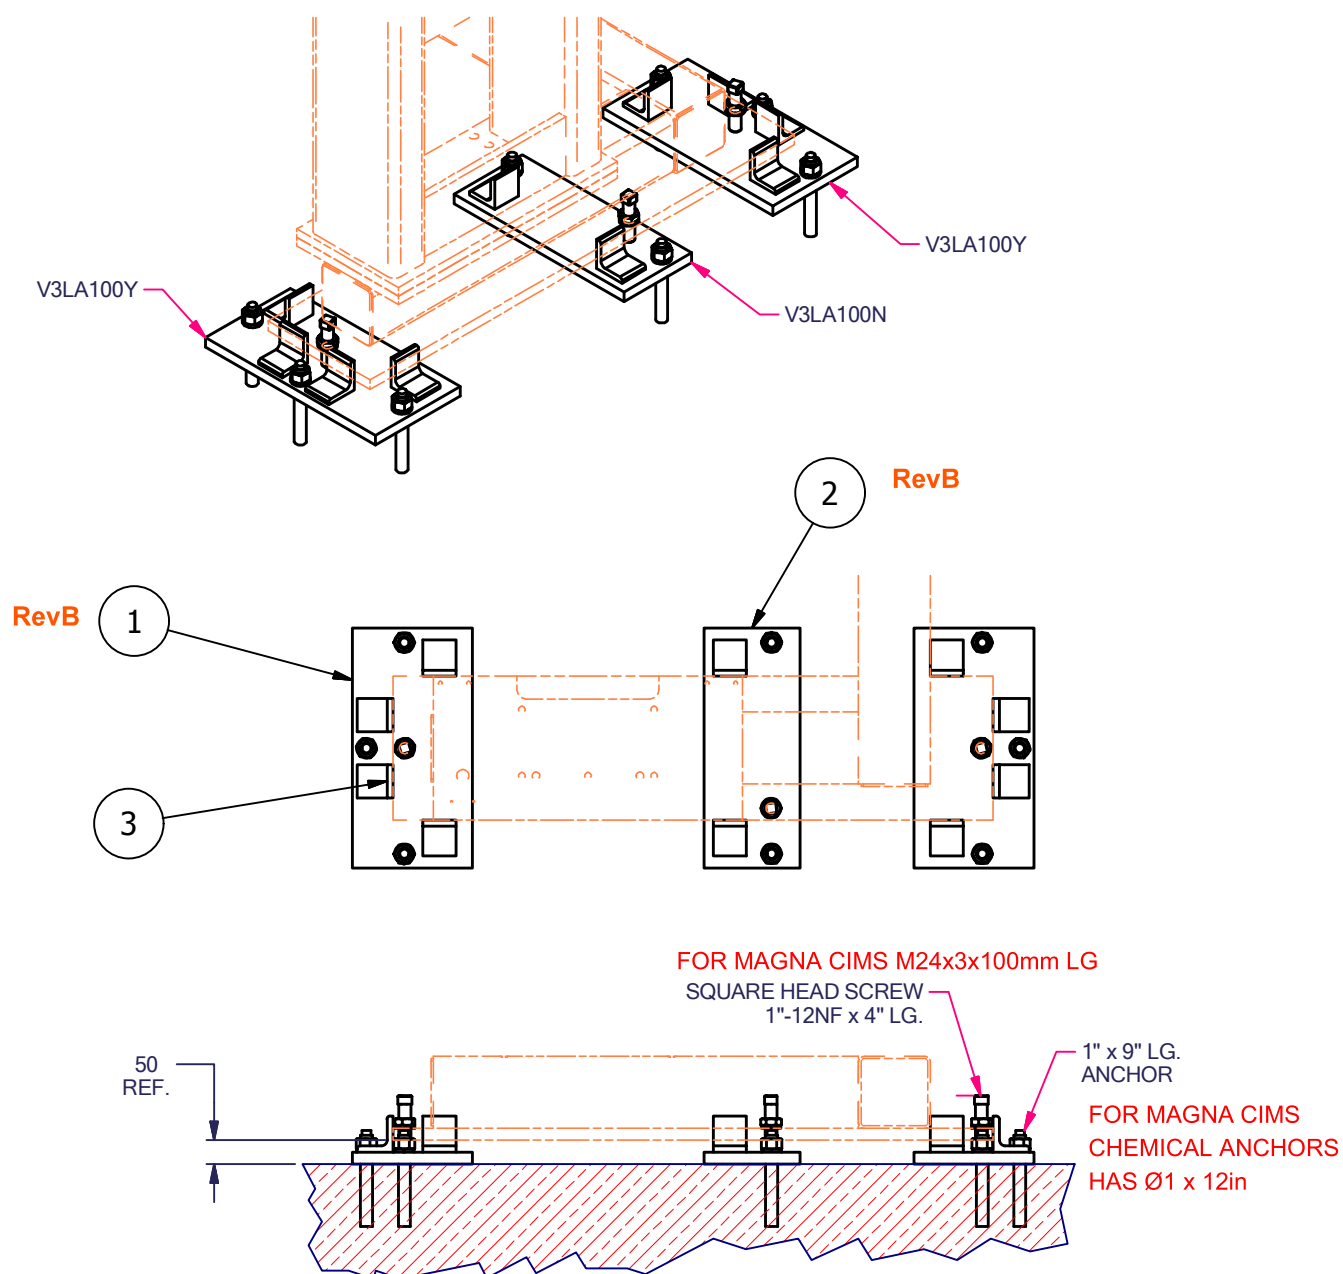 V3LA100Y
V3LA100N
V3LA100Y
2
RevB
RevB
1
3
FOR MAGNA CIMS M24x3x100mm LG
SQUARE HEAD SCREW
1"-12NF x 4" LG.
50
REF.
1" x 9" LG.
ANCHOR
FOR MAGNA CIMS
CHEMICAL ANCHORS
HAS Ø1 x 12in